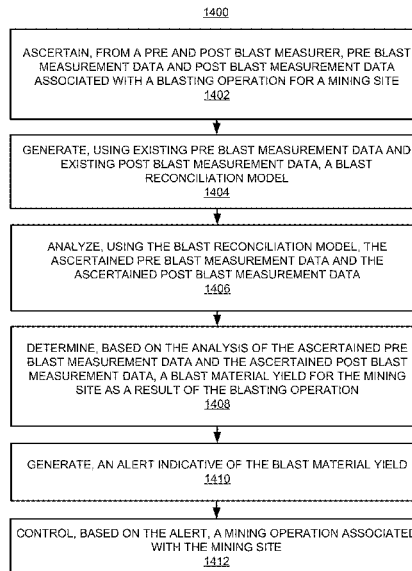 1400
ASCERTAIN, FROM A PRE AND POST BLAST MEASURER, PRE BLAST
MEASUREMENT DATA AND POST BLAST MEASUREMENT DATA
ASSOCIATED WITH A BLASTING OPERATION FOR A MINING SITE
1402
GENERATE, USING EXISTING PRE BLAST MEASUREMENT DATA AND
EXISTING POST BLAST MEASUREMENT DATA, A BLAST
RECONCILIATION MODEL
1404
ANALYZE, USING THE BLAST RECONCILIATION MODEL, THE
ASCERTAINED PRE BLAST MEASUREMENT DATA AND THE
ASCERTAINED POST BLAST MEASUREMENT DATA
1406
DETERMINE, BASED ON THE ANALYSIS OF THE ASCERTAINED PRE
BLAST MEASUREMENT DATA AND THE ASCERTAINED POST BLAST
MEASUREMENT DATA, A BLAST MATERIAL YIELD FOR THE MINING
SITE AS A RESULT OF THE BLASTING OPERATION
1408
GENERATE, AN ALERT INDICATIVE OF THE BLAST MATERIAL YIELD
1410
CONTROL, BASED ON THE ALERT, A MINING OPERATION ASSOCIATED
WITH THE MINING SITE
1412